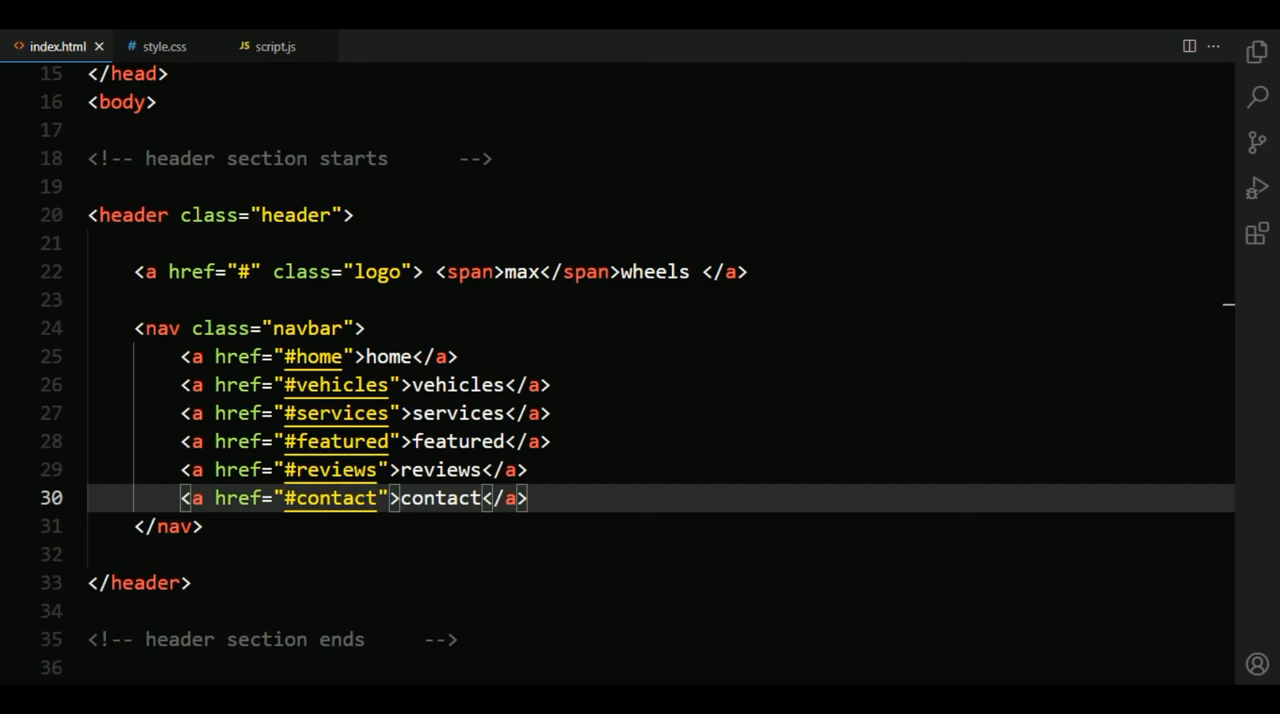 index.html style.css JS script.js
15 </head>
16 <body>
17
18 <!-- header section starts      -->
19
20 <header class="header">
21
22     <a href="#" class="logo"> <span>max</span>wheels </a>
23
24     <nav class="navbar">
25         <a href="#home">home</a>
26         <a href="#vehicles">vehicles</a>
27         <a href="#services">services</a>
28         <a href="#featured">featured</a>
29         <a href="#reviews">reviews</a>
30         <a href="#contact">contact</a>
31     </nav>
32
33 </header>
34
35 <!-- header section ends     -->
36